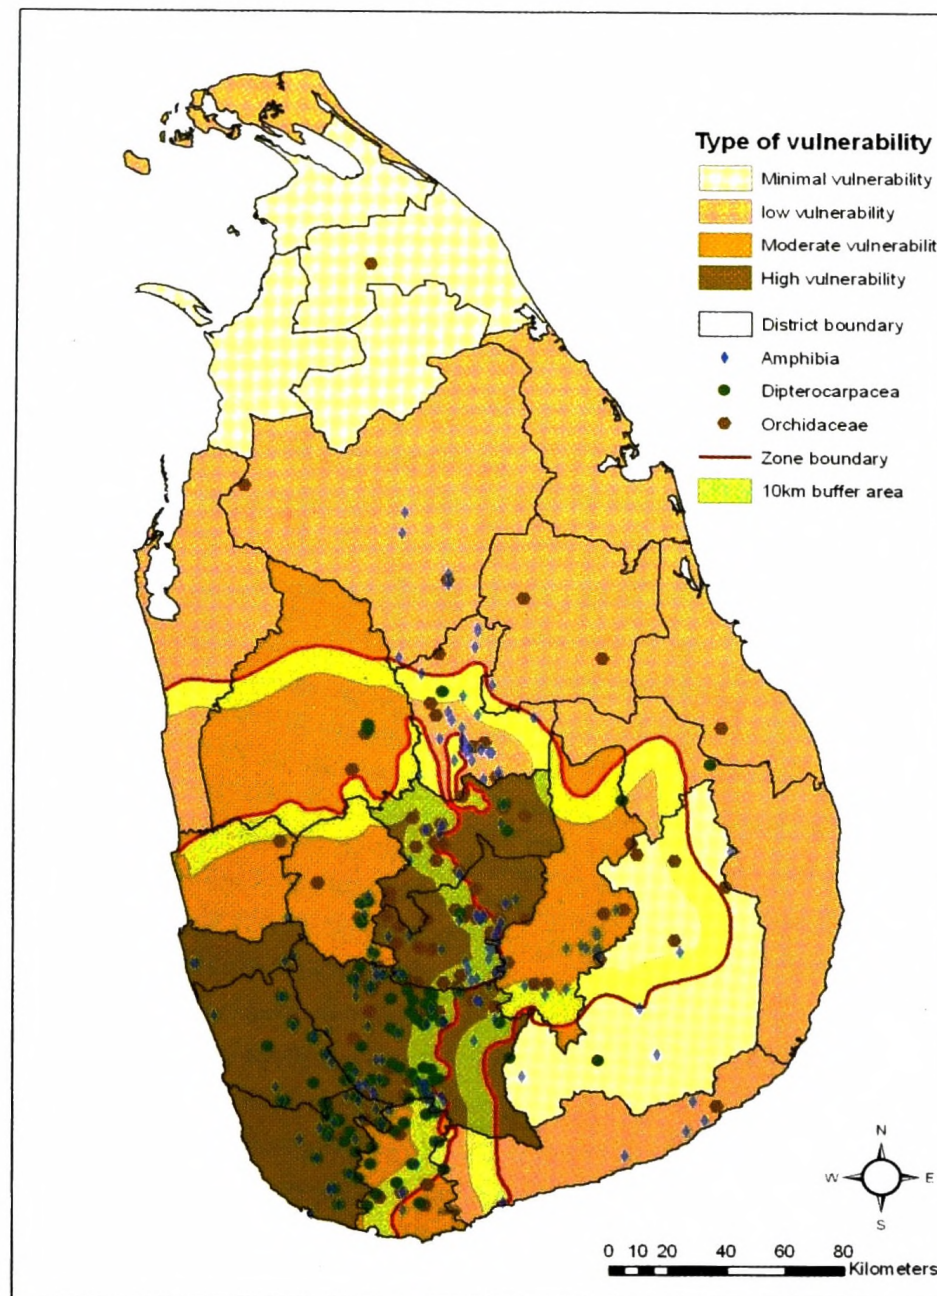 Type of vulnerability
Minimal vulnerability
low vulnerability
Moderate vulnerabilit
High vulnerability
District boundary
Amphibia
Dipterocarpacea
Orchidaceae
Zone boundary
10km buffer area
N
W E
S
0 10 20 40 60 80
Kilometers